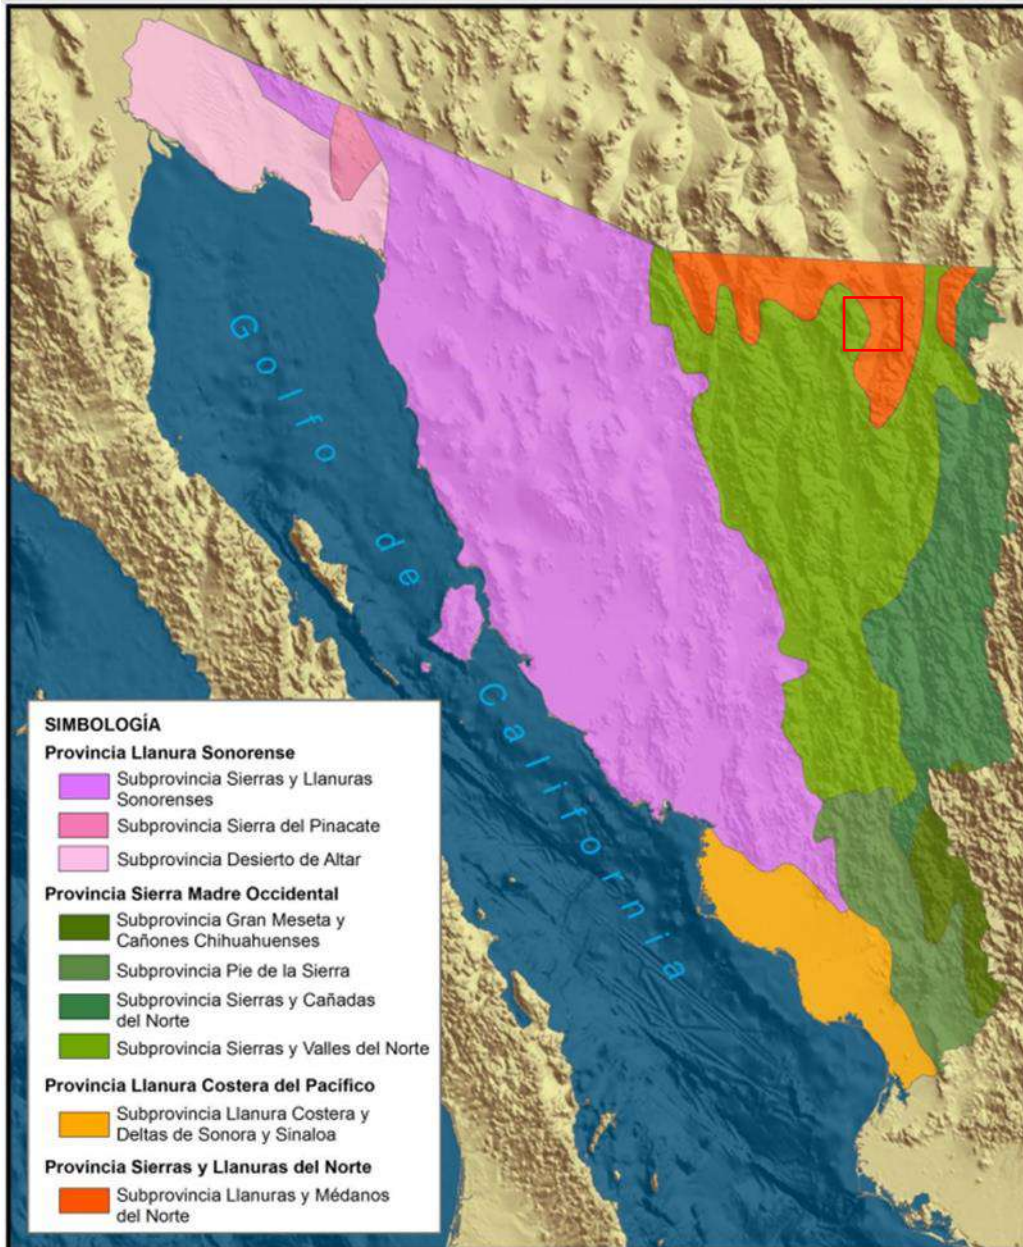 Golfo de California
SIMBOLOGÍA
Provincia Llanura Sonorense
Subprovincia Sierras y Llanuras
Sonorenses
Subprovincia Sierra del Pinacate
Subprovincia Desierto de Altar
Provincia Sierra Madre Occidental
Subprovincia Gran Meseta y
Cañones Chihuahuenses
Subprovincia Pie de la Sierra
Subprovincia Sierras y Cañadas
del Norte
Subprovincia Sierras y Valles del Norte
Provincia Llanura Costera del Pacífico
Subprovincia Llanura Costera y
Deltas de Sonora y Sinaloa
Provincia Sierras y Llanuras del Norte
Subprovincia Llanuras y Médanos
del Norte